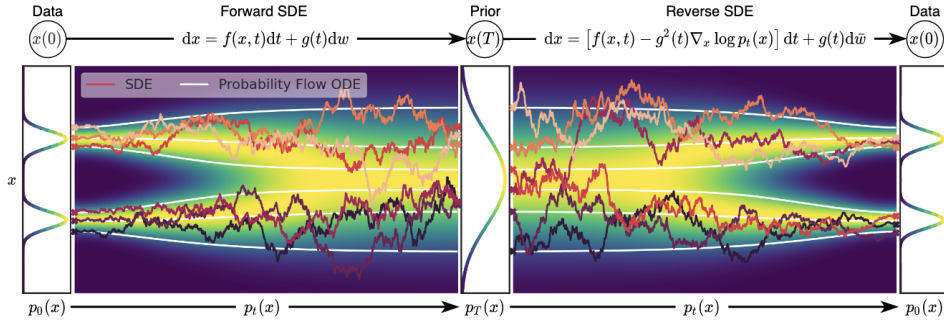 Data Forward SDE Prior Reverse SDE Data
x(0) dx = f(x, t)dt + g(t)dw x(T) dx = [f(x, t) − g²(t)∇ₓ log pₜ(x)] dt + g(t)dw̄ x(0)
SDE Probability Flow ODE
x
p₀(x) pₜ(x) p_T(x) pₜ(x) p₀(x)